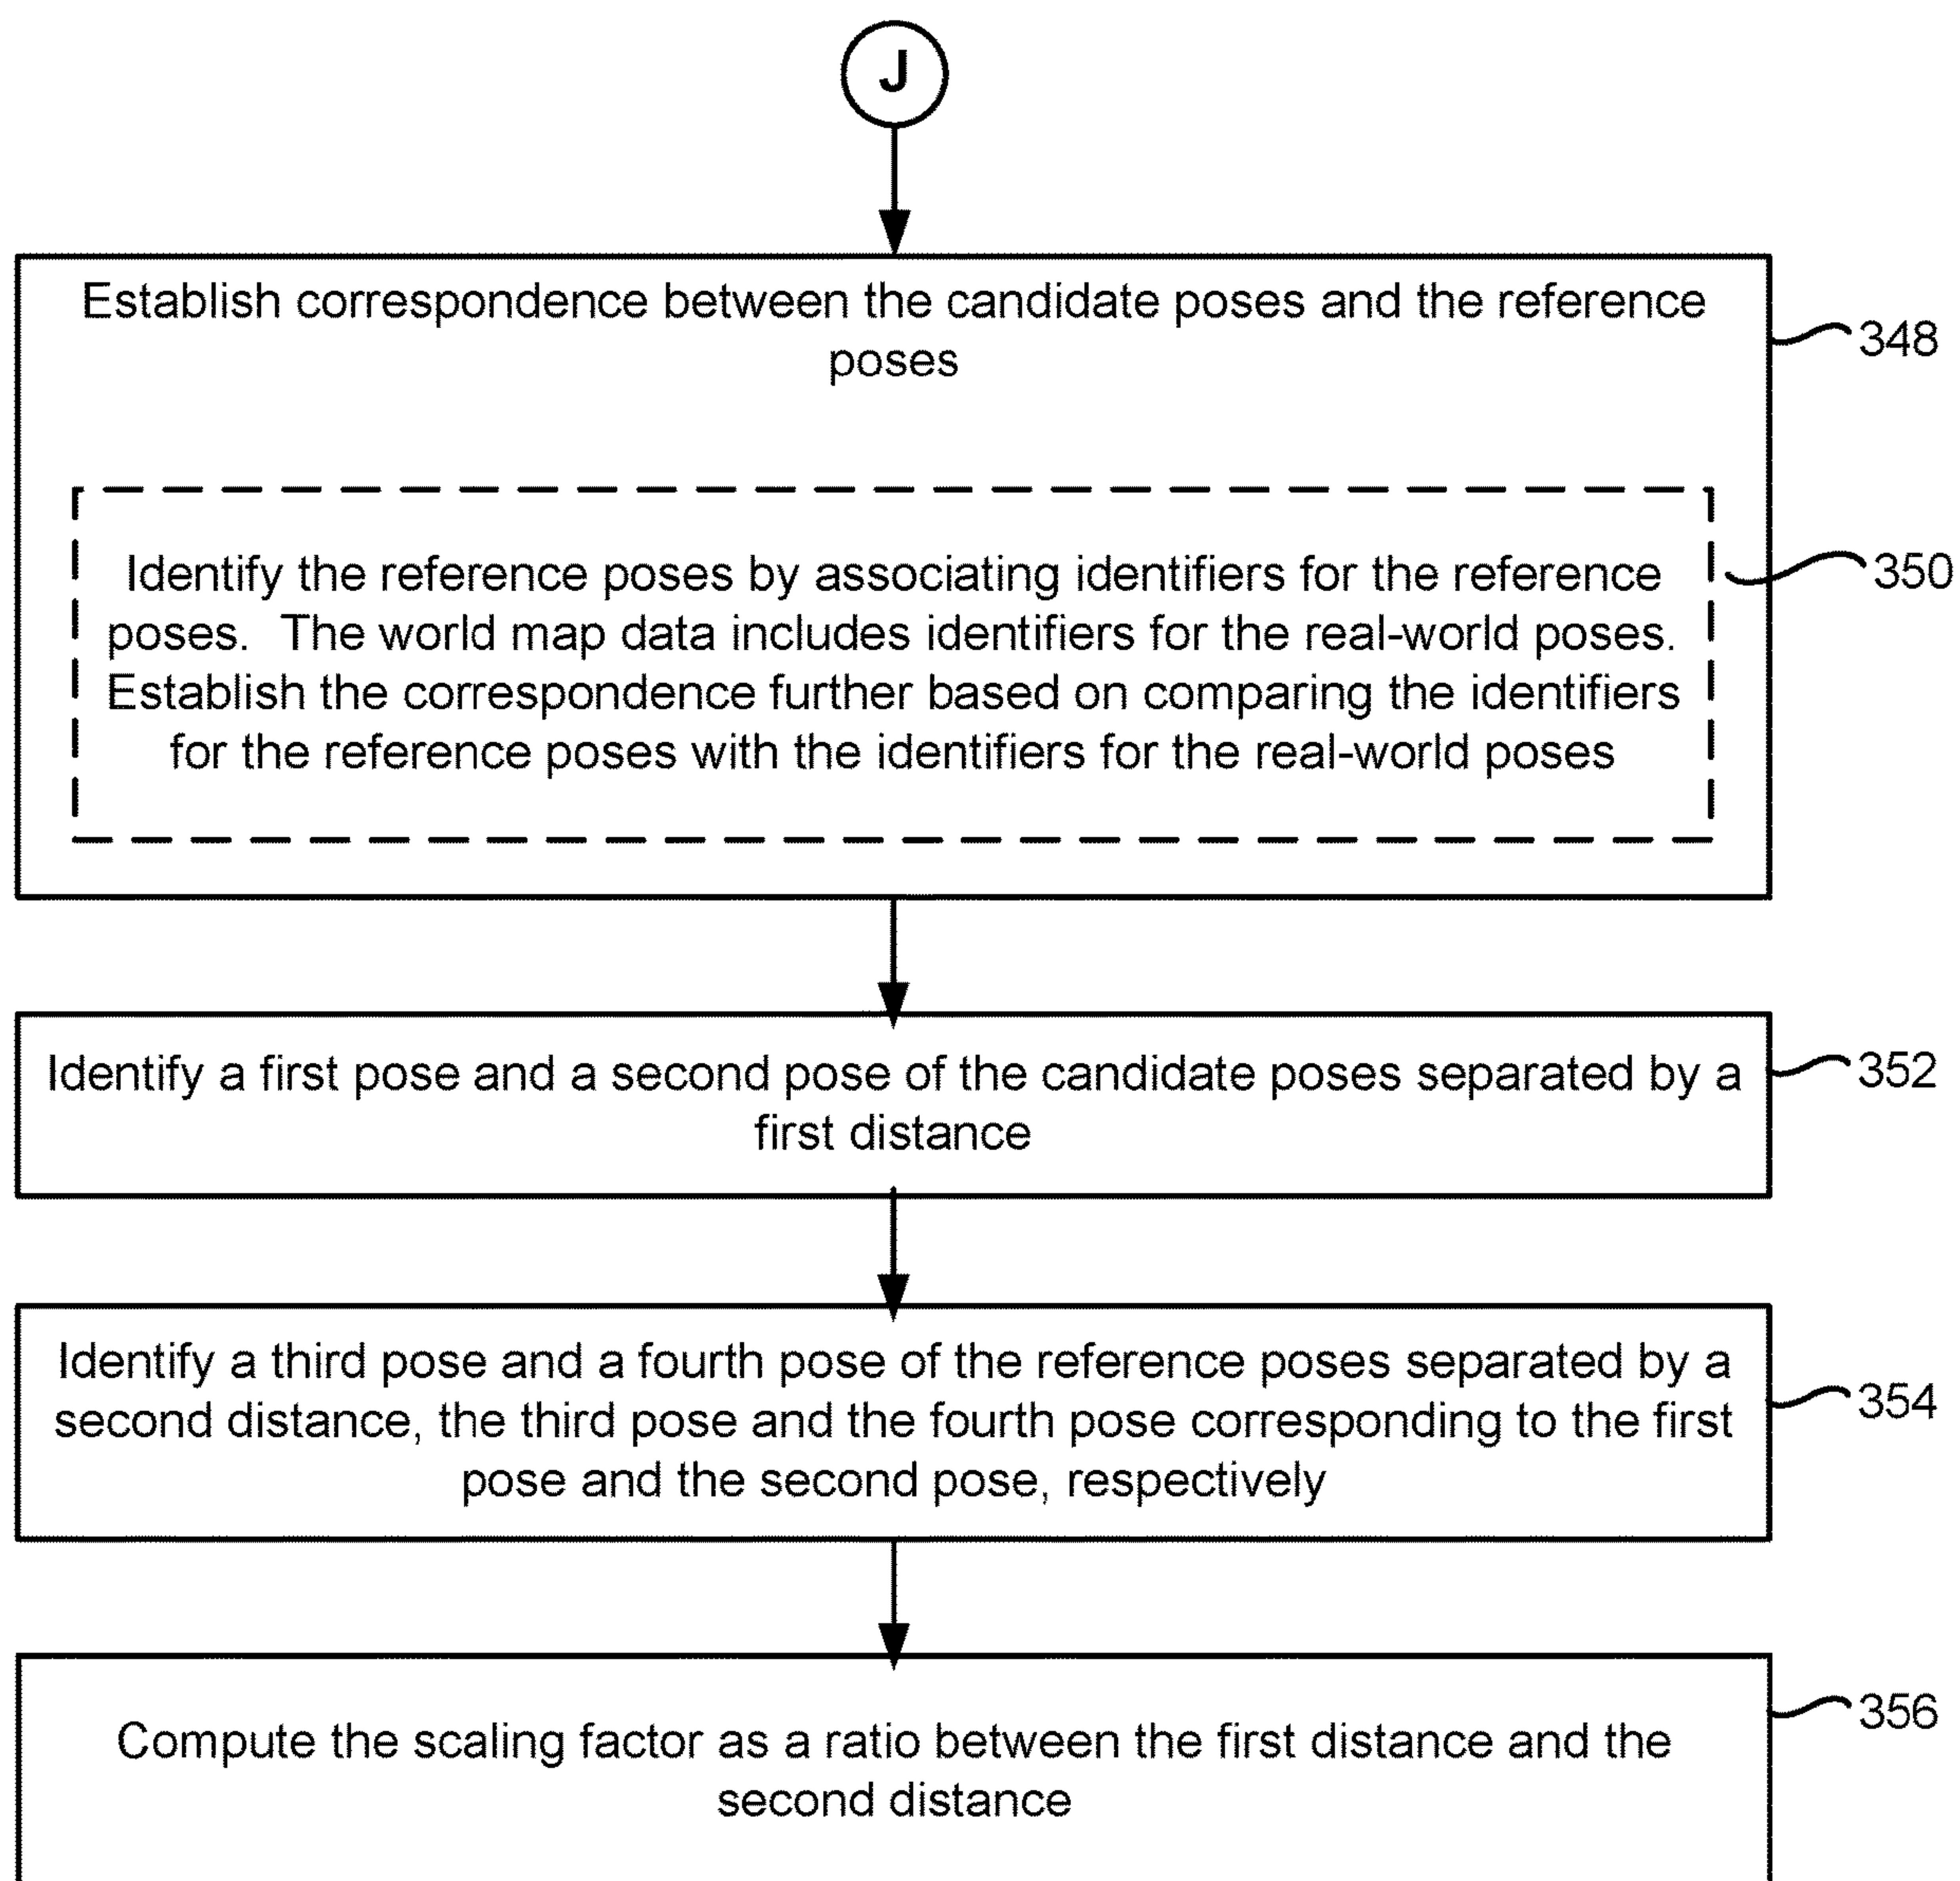 J
Establish correspondence between the candidate poses and the reference
poses
348
Identify the reference poses by associating identifiers for the reference
poses.  The world map data includes identifiers for the real-world poses.
Establish the correspondence further based on comparing the identifiers
for the reference poses with the identifiers for the real-world poses
350
Identify a first pose and a second pose of the candidate poses separated by a
first distance
352
Identify a third pose and a fourth pose of the reference poses separated by a
second distance, the third pose and the fourth pose corresponding to the first
pose and the second pose, respectively
354
Compute the scaling factor as a ratio between the first distance and the
second distance
356